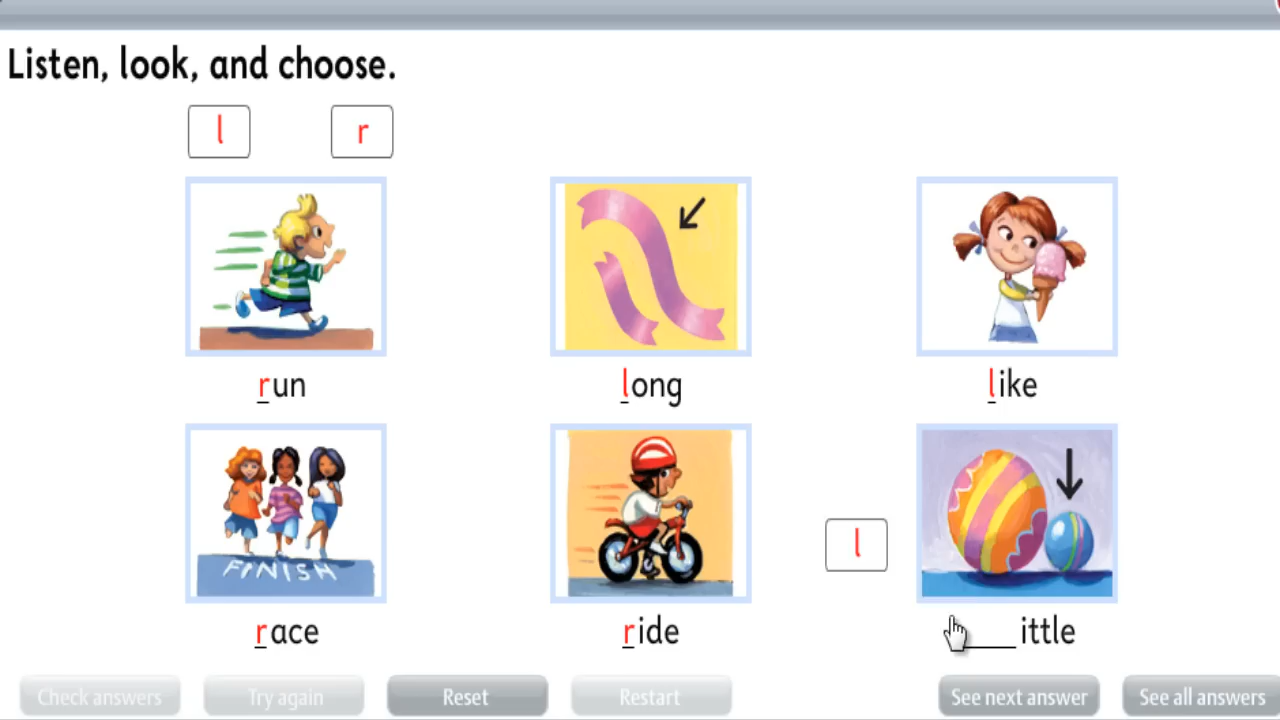 Listen, look, and choose.
l r
run long like
FINISH
l
race ride ____ittle
Check answers Try again Reset Restart See next answer See all answers